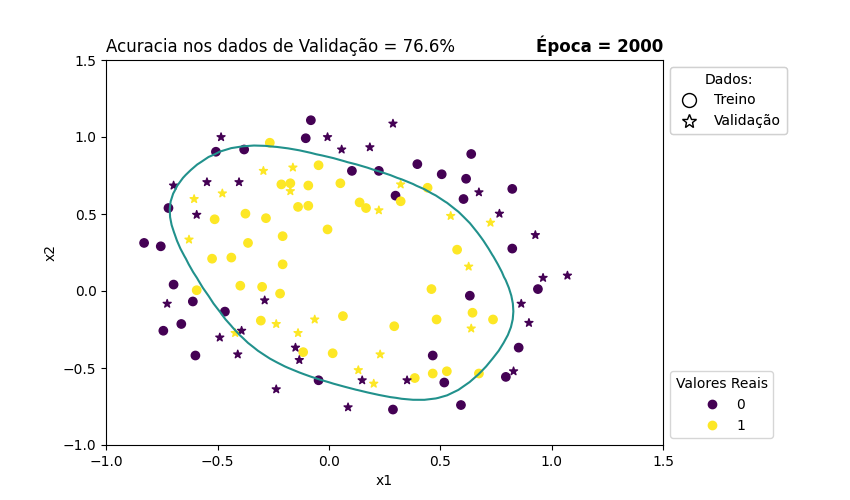 Acuracia nos dados de Validação = 76.6%
Época = 2000
Dados:
Treino
Validação
1.5
1.0
0.5
0.0
−0.5
−1.0
x2
−1.0
−0.5
0.0
0.5
1.0
1.5
x1
Valores Reais
0
1